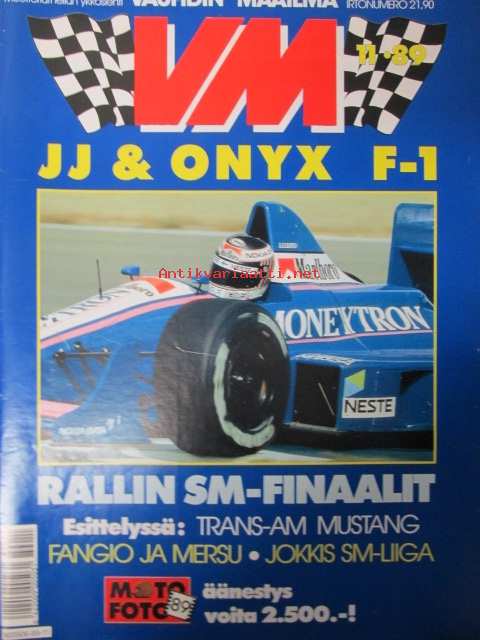 VAUHDIN MAAILMA
IRTONUMERO 21,90
VM
11•89
JJ & ONYX F-1
Marlboro
Antikvariaatti.net
MONEYTRON
NESTE
RALLIN SM-FINAALIT
Esittelyssä: TRANS-AM MUSTANG
FANGIO JA MERSU • JOKKIS SM-LIIGA
MOTO
FOTO
89
äänestys
voita 2.500.-!